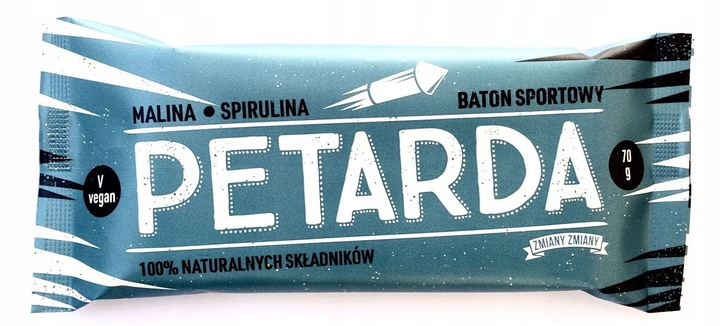 MALINA • SPIRULINA
BATON SPORTOWY
PETARDA
V
vegan
70
g
ZMIANY ZMIANY
100% NATURALNYCH SKŁADNIKÓW